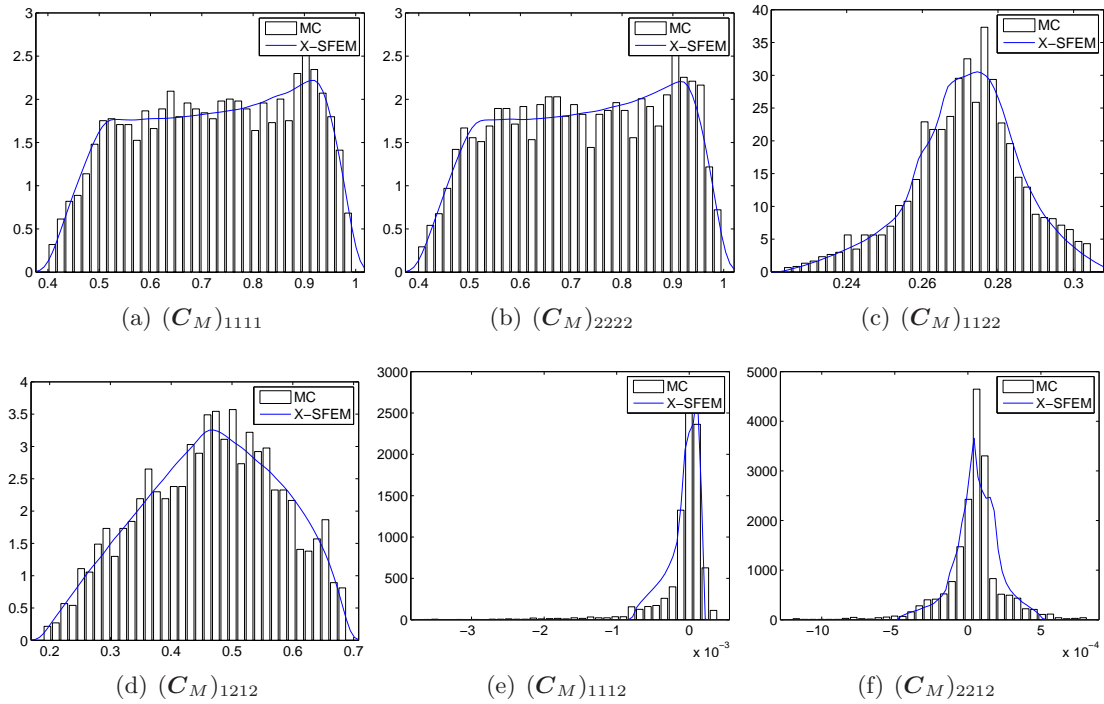 3
2.5
2
1.5
1
0.5
0
0.4 0.5 0.6 0.7 0.8 0.9 1
MC
X-SFEM
(a) (C_M)_1111
3
2.5
2
1.5
1
0.5
0
0.4 0.5 0.6 0.7 0.8 0.9 1
MC
X-SFEM
(b) (C_M)_2222
40
35
30
25
20
15
10
5
0
0.24 0.26 0.28 0.3
MC
X-SFEM
(c) (C_M)_1122
4
3.5
3
2.5
2
1.5
1
0.5
0
0.2 0.3 0.4 0.5 0.6 0.7
MC
X-SFEM
(d) (C_M)_1212
3000
2500
2000
1500
1000
500
0
−3 −2 −1 0
x 10⁻³
MC
X-SFEM
(e) (C_M)_1112
5000
4000
3000
2000
1000
0
−10 −5 0 5
x 10⁻⁴
MC
X-SFEM
(f) (C_M)_2212